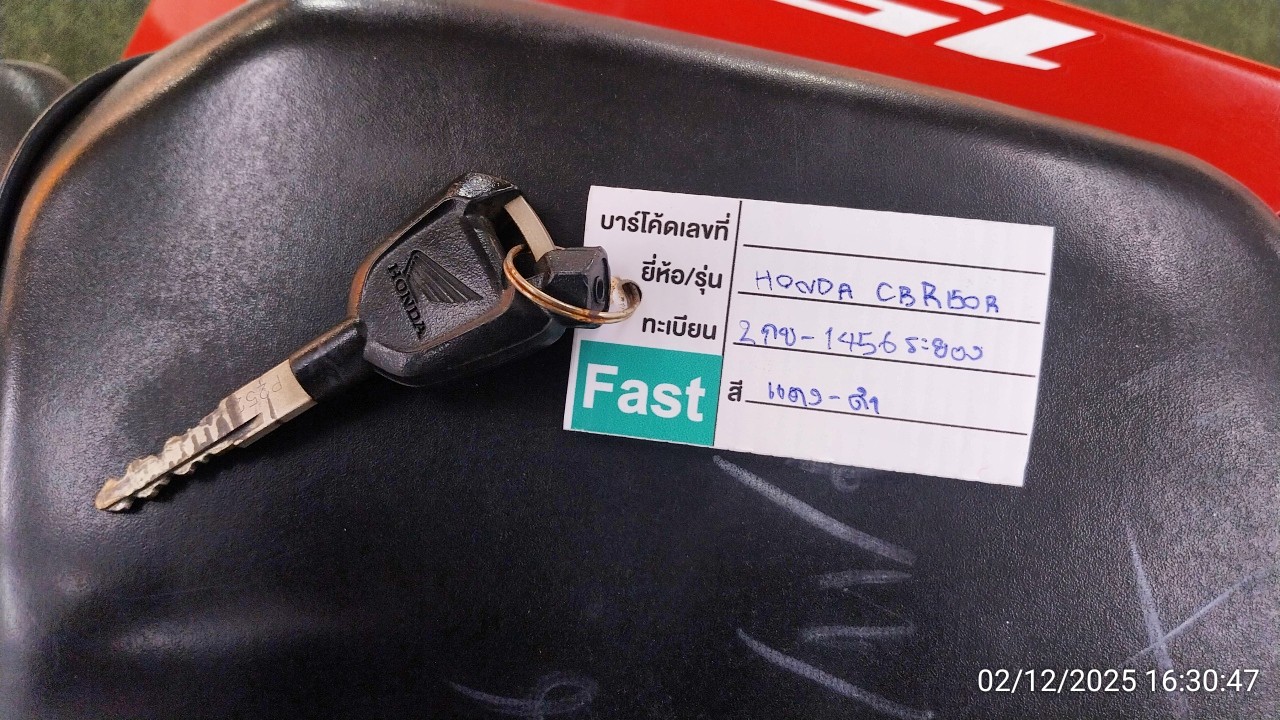 บาร์โค้ดเลขที่
ยี่ห้อ/รุ่น HONDA CBR150R
ทะเบียน 2กข-1456 ระยอง
Fast
สี แดง-ดำ
HONDA
02/12/2025 16:30:47